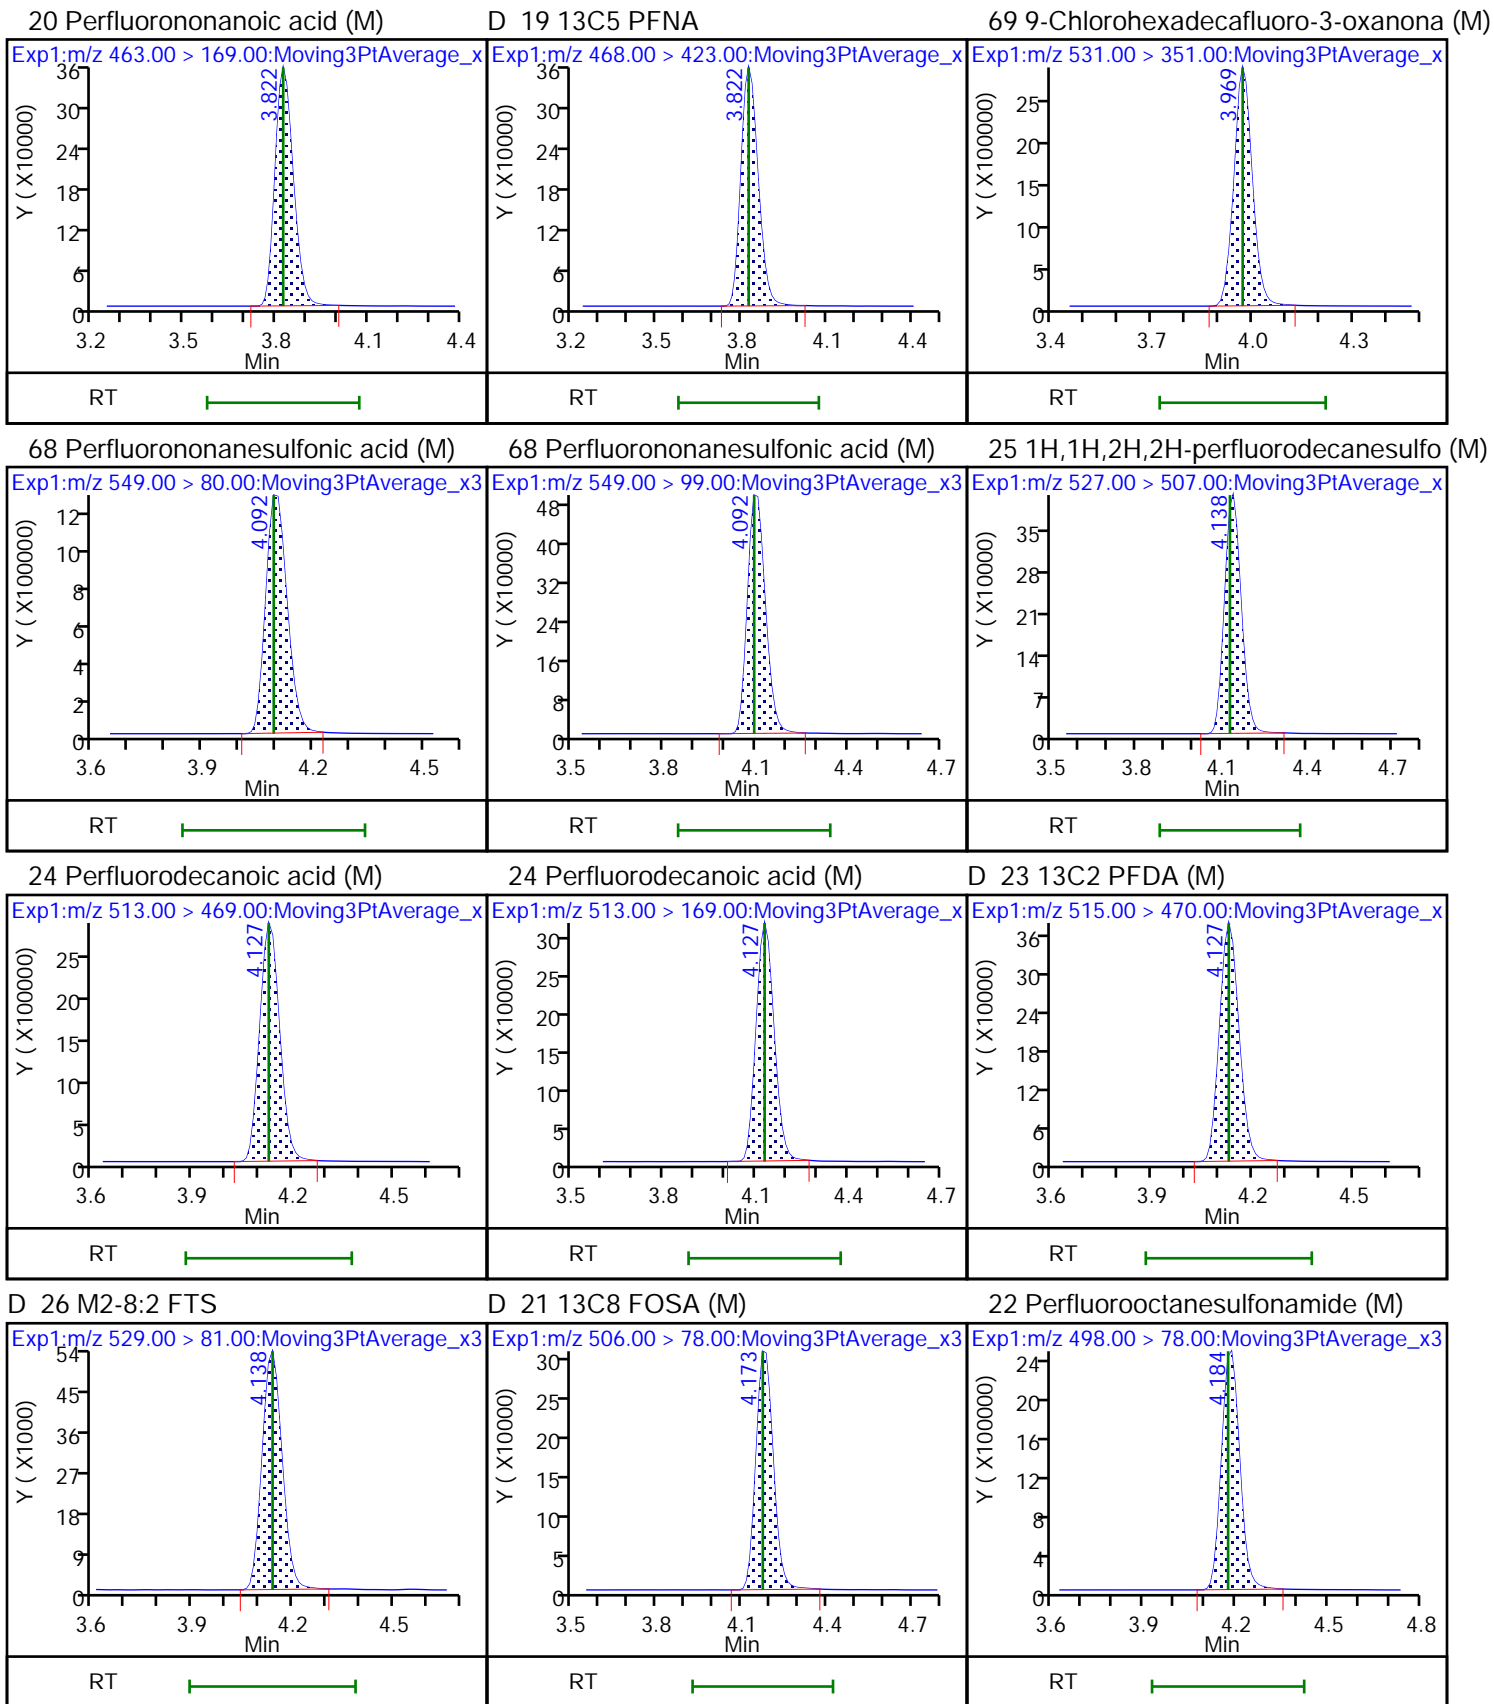 20 Perfluorononanoic acid (M)
Exp1:m/z 463.00 > 169.00:Moving3PtAverage_x
3.822
Y ( X10000)
36
30
24
18
12
6
0
3.2 3.5 3.8 4.1 4.4
Min
RT
D 19 13C5 PFNA
Exp1:m/z 468.00 > 423.00:Moving3PtAverage_x
3.822
Y ( X10000)
36
30
24
18
12
6
0
3.2 3.5 3.8 4.1 4.4
Min
RT
69 9-Chlorohexadecafluoro-3-oxanona (M)
Exp1:m/z 531.00 > 351.00:Moving3PtAverage_x
3.969
Y ( X100000)
25
20
15
10
5
0
3.4 3.7 4.0 4.3
Min
RT
68 Perfluorononanesulfonic acid (M)
Exp1:m/z 549.00 > 80.00:Moving3PtAverage_x3
4.092
Y ( X100000)
12
10
8
6
4
2
0
3.6 3.9 4.2 4.5
Min
RT
68 Perfluorononanesulfonic acid (M)
Exp1:m/z 549.00 > 99.00:Moving3PtAverage_x3
4.092
Y ( X10000)
48
40
32
24
16
8
0
3.5 3.8 4.1 4.4 4.7
Min
RT
25 1H,1H,2H,2H-perfluorodecanesulfo (M)
Exp1:m/z 527.00 > 507.00:Moving3PtAverage_x
4.138
Y ( X10000)
35
28
21
14
7
0
3.5 3.8 4.1 4.4 4.7
Min
RT
24 Perfluorodecanoic acid (M)
Exp1:m/z 513.00 > 469.00:Moving3PtAverage_x
4.127
Y ( X100000)
25
20
15
10
5
0
3.6 3.9 4.2 4.5
Min
RT
24 Perfluorodecanoic acid (M)
Exp1:m/z 513.00 > 169.00:Moving3PtAverage_x
4.127
Y ( X10000)
30
25
20
15
10
5
0
3.5 3.8 4.1 4.4 4.7
Min
RT
D 23 13C2 PFDA (M)
Exp1:m/z 515.00 > 470.00:Moving3PtAverage_x
4.127
Y ( X10000)
36
30
24
18
12
6
0
3.6 3.9 4.2 4.5
Min
RT
D 26 M2-8:2 FTS
Exp1:m/z 529.00 > 81.00:Moving3PtAverage_x3
4.138
Y ( X1000)
54
45
36
27
18
9
0
3.6 3.9 4.2 4.5
Min
RT
D 21 13C8 FOSA (M)
Exp1:m/z 506.00 > 78.00:Moving3PtAverage_x3
4.173
Y ( X100000)
30
25
20
15
10
5
0
3.5 3.8 4.1 4.4 4.7
Min
RT
22 Perfluorooctanesulfonamide (M)
Exp1:m/z 498.00 > 78.00:Moving3PtAverage_x3
4.184
Y ( X100000)
24
20
16
12
8
4
0
3.6 3.9 4.2 4.5 4.8
Min
RT